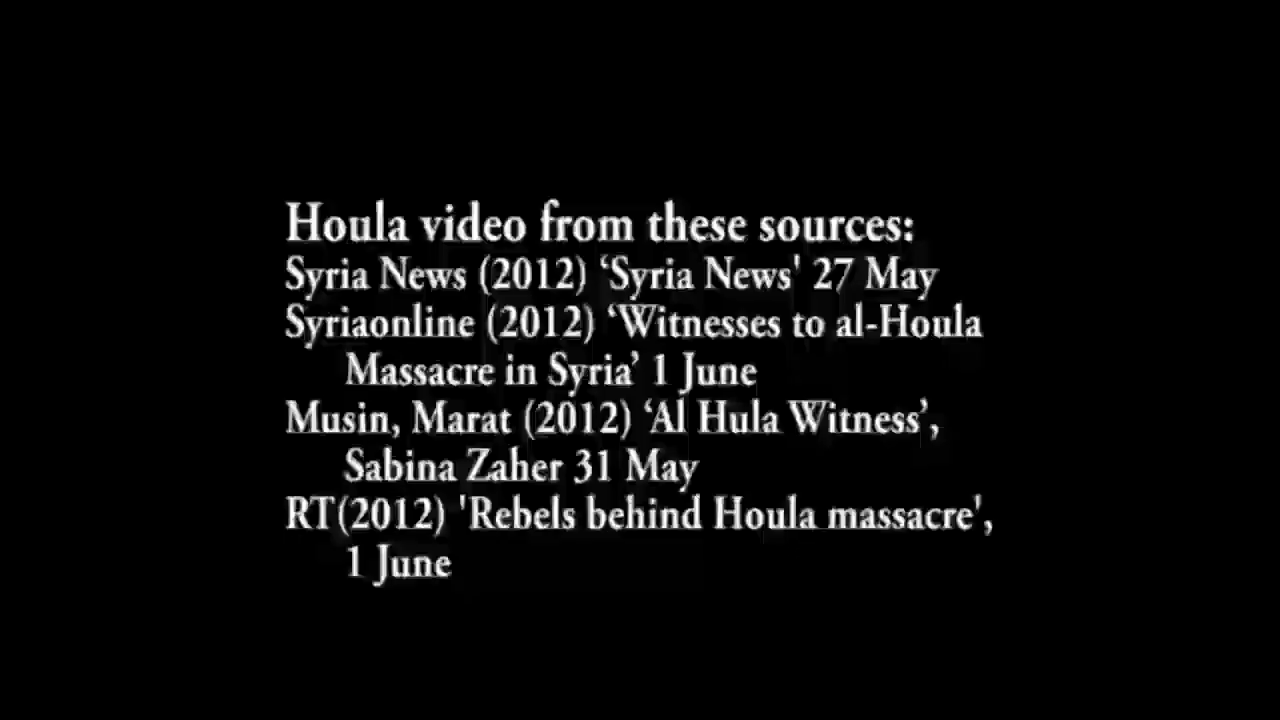 Houla video from these sources:
Syria News (2012) ‘Syria News' 27 May
Syriaonline (2012) ‘Witnesses to al-Houla
Massacre in Syria’ 1 June
Musin, Marat (2012) ‘Al Hula Witness’,
Sabina Zaher 31 May
RT(2012) 'Rebels behind Houla massacre',
1 June